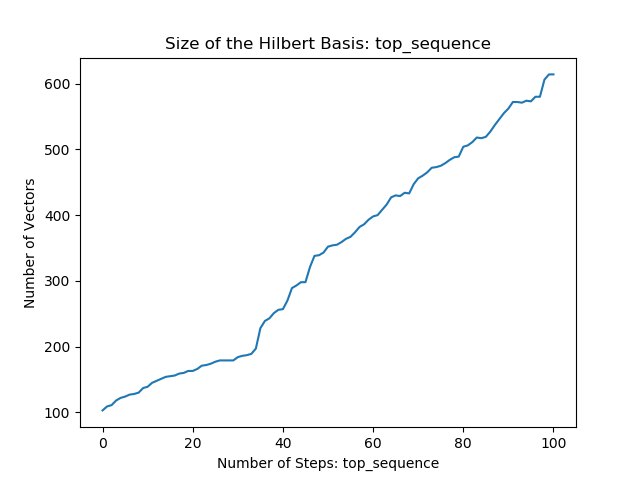 Size of the Hilbert Basis: top_sequence
Number of Vectors
600
500
400
300
200
100
0 20 40 60 80 100
Number of Steps: top_sequence